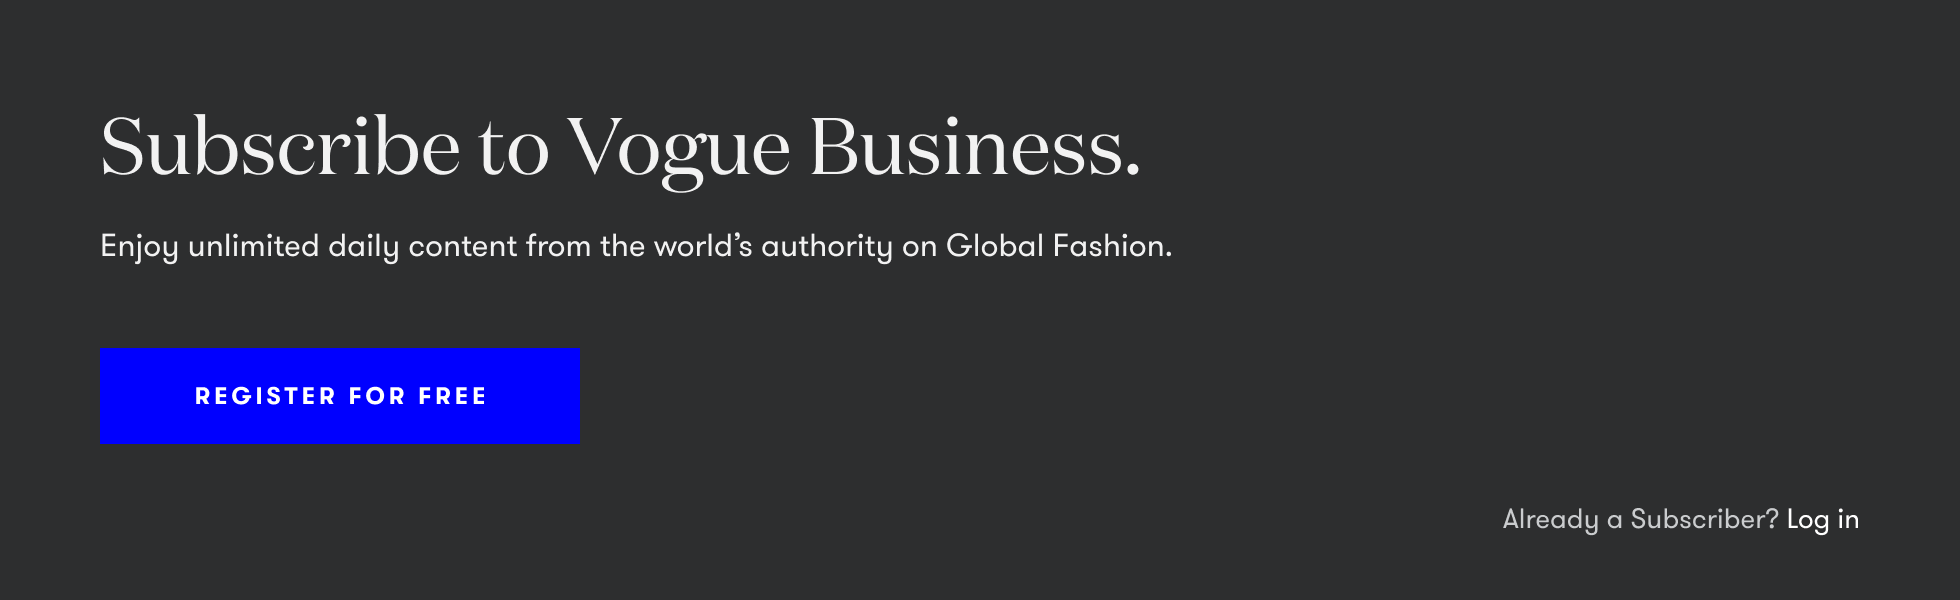 Subscribe to Vogue Business.
Enjoy unlimited daily content from the world’s authority on Global Fashion.
REGISTER FOR FREE
Already a Subscriber? Log in